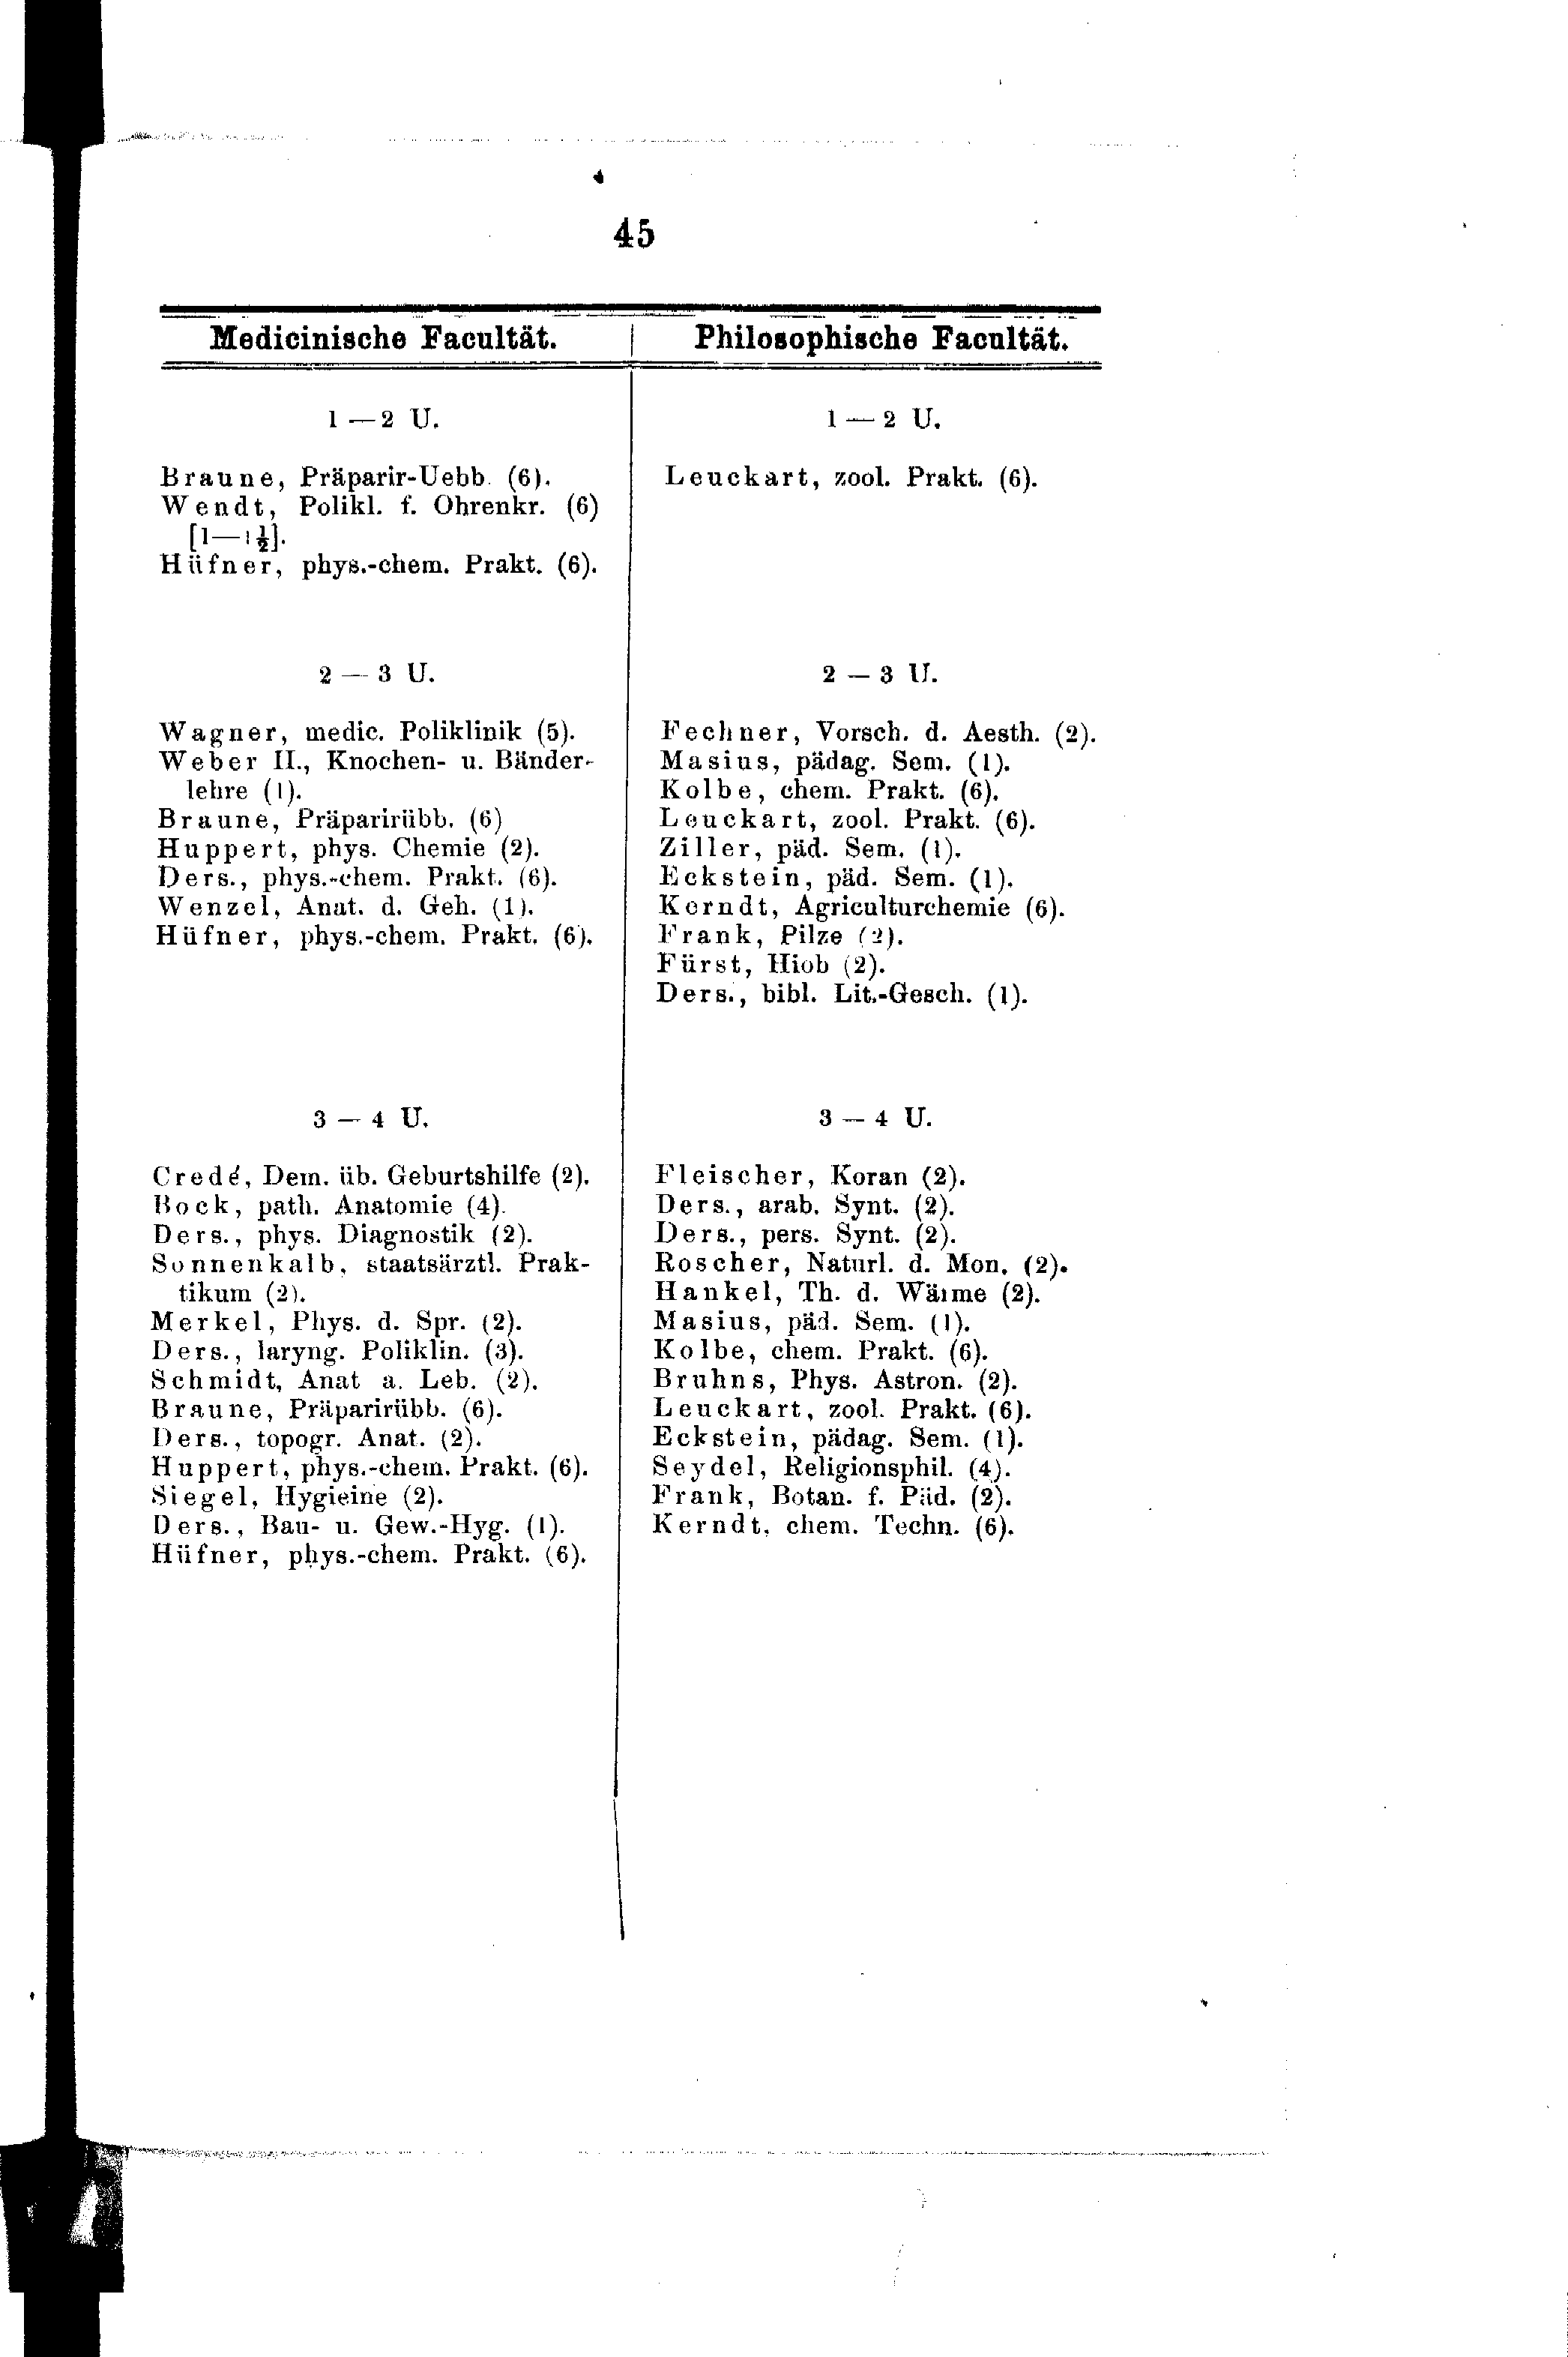 45
Medicinische Facultät.
1—2 U.
Braune, Präparir-Uebb. (6).
Wendt, Polikl. f. Ohrenkr. (6)
[1—1½].
Hüfner, phys.-chem. Prakt. (6).
2 — 3 U.
Wagner, medic. Poliklinik (5).
Weber II., Knochen- u. Bänder-
lehre (1).
Braune, Präparirübb. (6)
Huppert, phys. Chemie (2).
Ders., phys.-chem. Prakt. (6).
Wenzel, Anat. d. Geh. (1).
Hüfner, phys.-chem. Prakt. (6).
3 — 4 U.
Credé, Dem. üb. Geburtshilfe (2).
Bock, path. Anatomie (4).
Ders., phys. Diagnostik (2).
Sonnenkalb, staatsärztl. Prak-
tikum (2).
Merkel, Phys. d. Spr. (2).
Ders., laryng. Poliklin. (3).
Schmidt, Anat a. Leb. (2).
Braune, Präparirübb. (6).
Ders., topogr. Anat. (2).
Huppert, phys.-chem. Prakt. (6).
Siegel, Hygieine (2).
Ders., Bau- u. Gew.-Hyg. (1).
Hüfner, phys.-chem. Prakt. (6).
Philosophische Facultät.
1 — 2 U.
Leuckart, zool. Prakt. (6).
2 — 3 U.
Fechner, Vorsch. d. Aesth. (2).
Masius, pädag. Sem. (1).
Kolbe, chem. Prakt. (6).
Leuckart, zool. Prakt. (6).
Ziller, päd. Sem. (1).
Eckstein, päd. Sem. (1).
Kerndt, Agriculturchemie (6).
Frank, Pilze (2).
Fürst, Hiob (2).
Ders., bibl. Lit.-Gesch. (1).
3 — 4 U.
Fleischer, Koran (2).
Ders., arab. Synt. (2).
Ders., pers. Synt. (2).
Roscher, Naturl. d. Mon. (2).
Hankel, Th. d. Wärme (2).
Masius, päd. Sem. (1).
Kolbe, chem. Prakt. (6).
Bruhns, Phys. Astron. (2).
Leuckart, zool. Prakt. (6).
Eckstein, pädag. Sem. (1).
Seydel, Religionsphil. (4).
Frank, Botan. f. Päd. (2).
Kerndt, chem. Techn. (6).